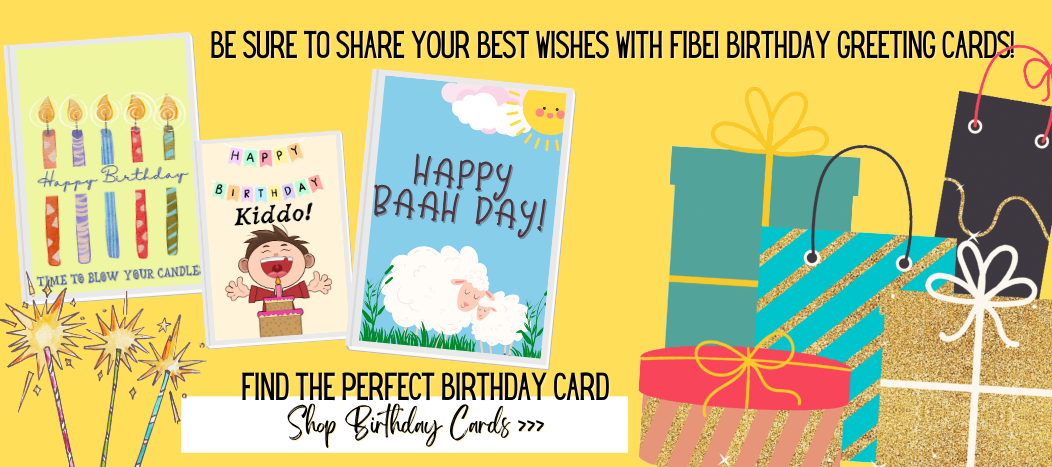 BE SURE TO SHARE YOUR BEST WISHES WITH FIBEI BIRTHDAY GREETING CARDS!
Happy Birthday
TIME TO BLOW YOUR CANDLES
HAPPY
BIRTHDAY
Kiddo!
HAPPY
BAAH DAY!
FIND THE PERFECT BIRTHDAY CARD
Shop Birthday Cards >>>